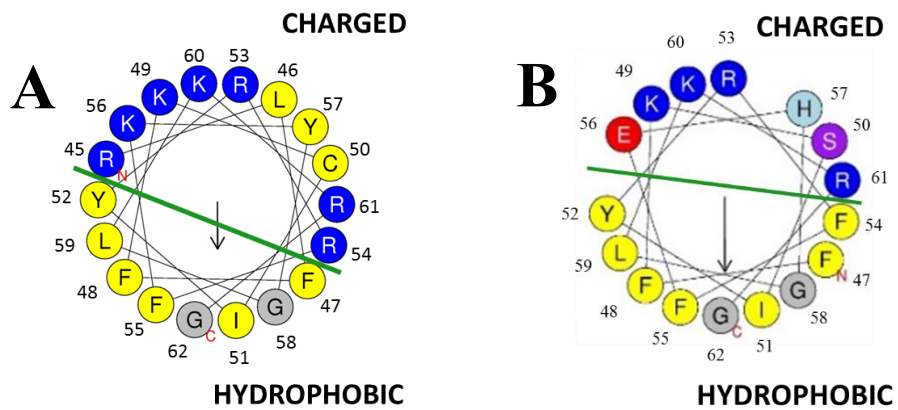 CHARGED
A
60
53
49
46
K
R
K
L
56
57
K
Y
45
50
R
C
N
52
Y
R
61
59
L
R
54
48
F
F
47
55
F
G
58
G
I
C
62
51
HYDROPHOBIC
CHARGED
B
60
53
49
K
R
57
K
H
56
50
E
S
R
61
52
Y
F
54
59
L
F
N
47
48
F
G
58
55
F
G
I
C
62
51
HYDROPHOBIC